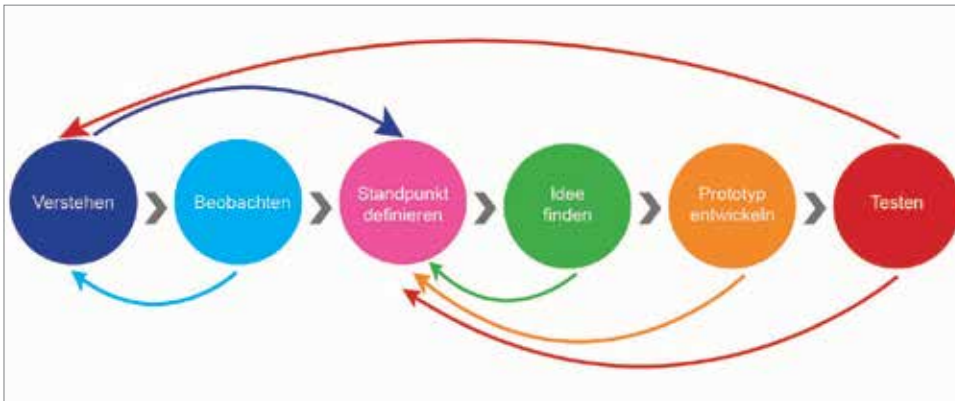 Verstehen
Beobachten
Standpunkt
definieren
Idee
finden
Prototyp
entwickeln
Testen